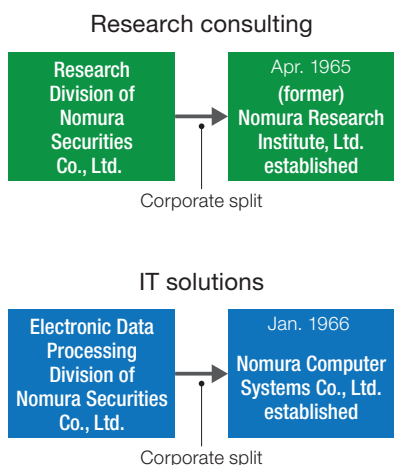 Research consulting
Research
Division of
Nomura
Securities
Co., Ltd.
Apr. 1965
(former)
Nomura Research
Institute, Ltd.
established
Corporate split
IT solutions
Electronic Data
Processing
Division of
Nomura Securities
Co., Ltd.
Jan. 1966
Nomura Computer
Systems Co., Ltd.
established
Corporate split